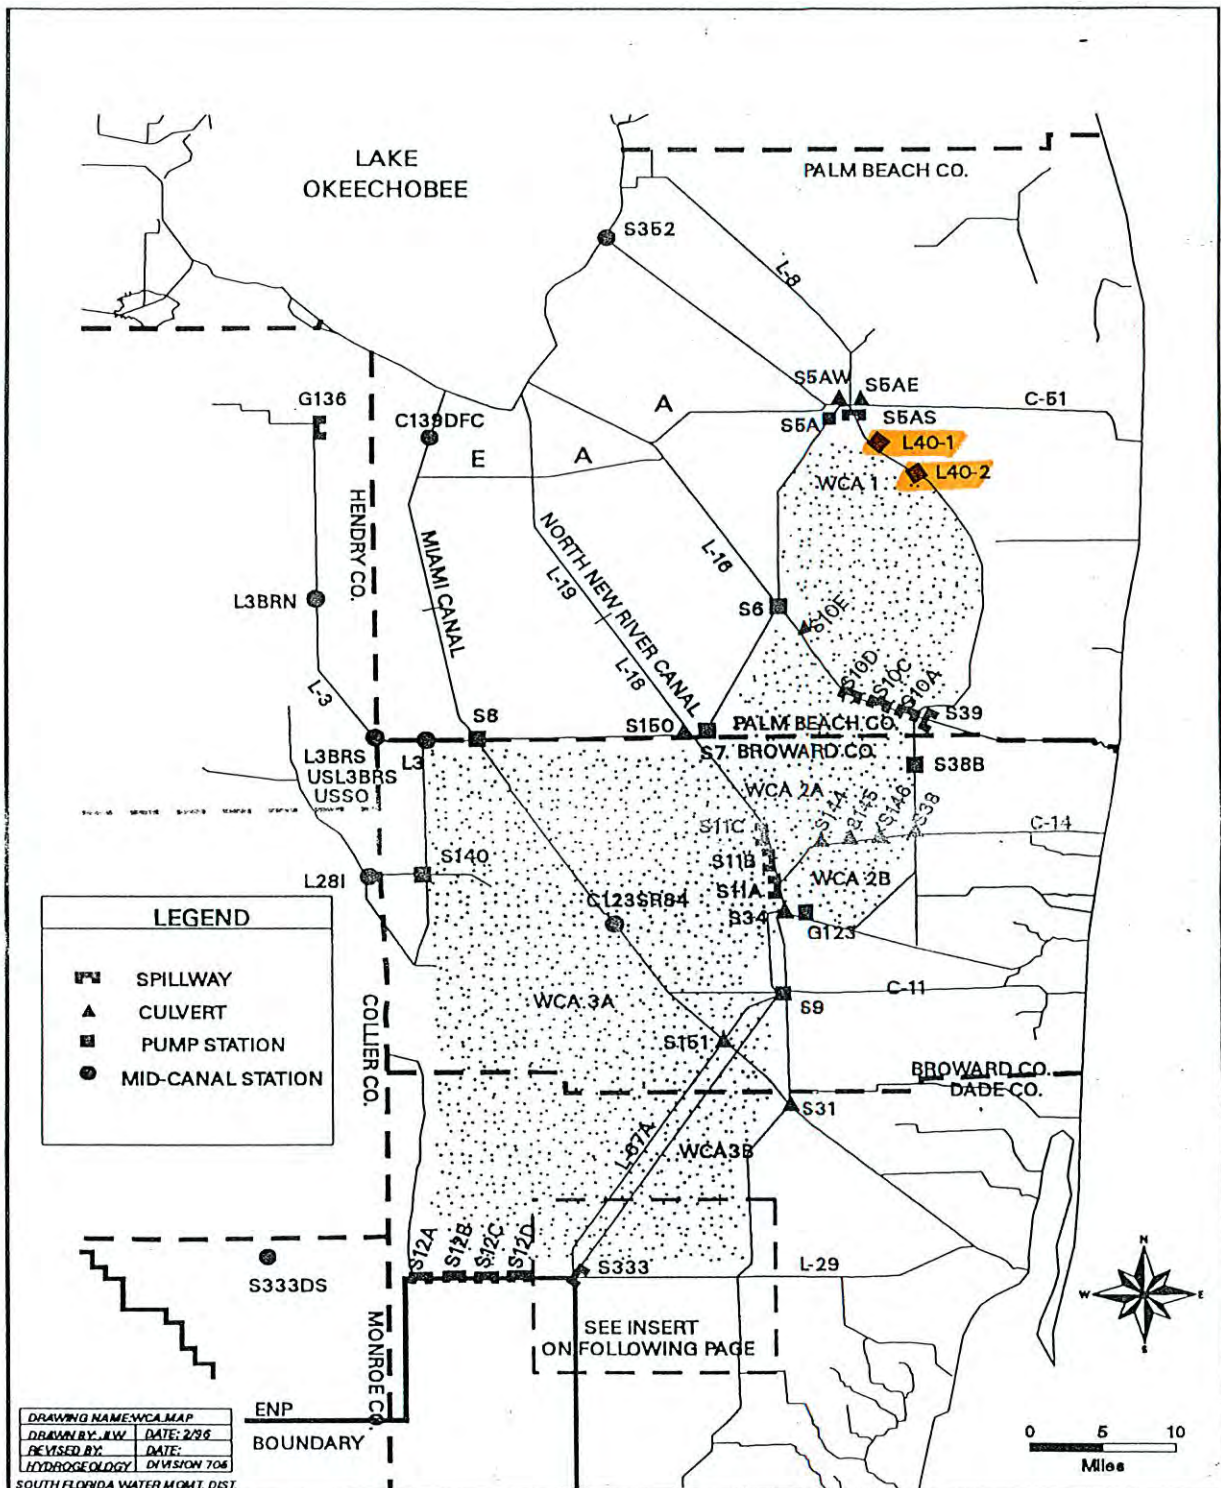 LAKE
OKEECHOBEE
PALM BEACH CO.
S352
L-8
S5AW
S5AE
G136
C139DFC
A
C-51
S5A
S5AS
L40-1
E
A
L40-2
WCA 1
HENDRY CO.
MIAMI CANAL
NORTH NEW RIVER CANAL
L-19
L-16
L3BRN
S6
S10E
L-18
L-3
S10D
S10C
S10A
S8
S150
PALM BEACH CO.
S39
L3BRS
L3
S7
BROWARD CO.
USL3BRS
S38B
USSO
WCA 2A
S144
S145
S146
S38
S11C
C-14
S140
S11B
L28I
WCA 2B
S11A
C123SR84
S34
G123
LEGEND
SPILLWAY
CULVERT
PUMP STATION
MID-CANAL STATION
WCA 3A
S9
C-11
COLLIER CO.
S151
BROWARD CO.
DADE CO.
S31
L-67A
WCA3B
S12A
S12B
S12C
S12D
S333
L-29
S333DS
N
W
E
S
SEE INSERT
ON FOLLOWING PAGE
MONROE CO.
ENP
BOUNDARY
DRAWING NAME:WCA.MAP
DRAWN BY: JLW DATE: 2/96
REVISED BY: DATE:
HYDROGEOLOGY DIVISION 706
SOUTH FLORIDA WATER MGMT. DIST.
0 5 10
Miles